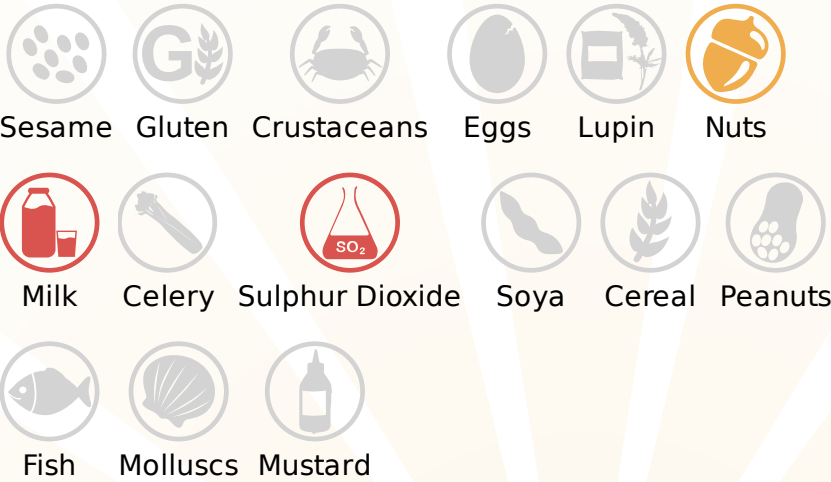 G
Sesame Gluten Crustaceans Eggs Lupin Nuts
SO₂
Milk Celery Sulphur Dioxide Soya Cereal Peanuts
Fish Molluscs Mustard